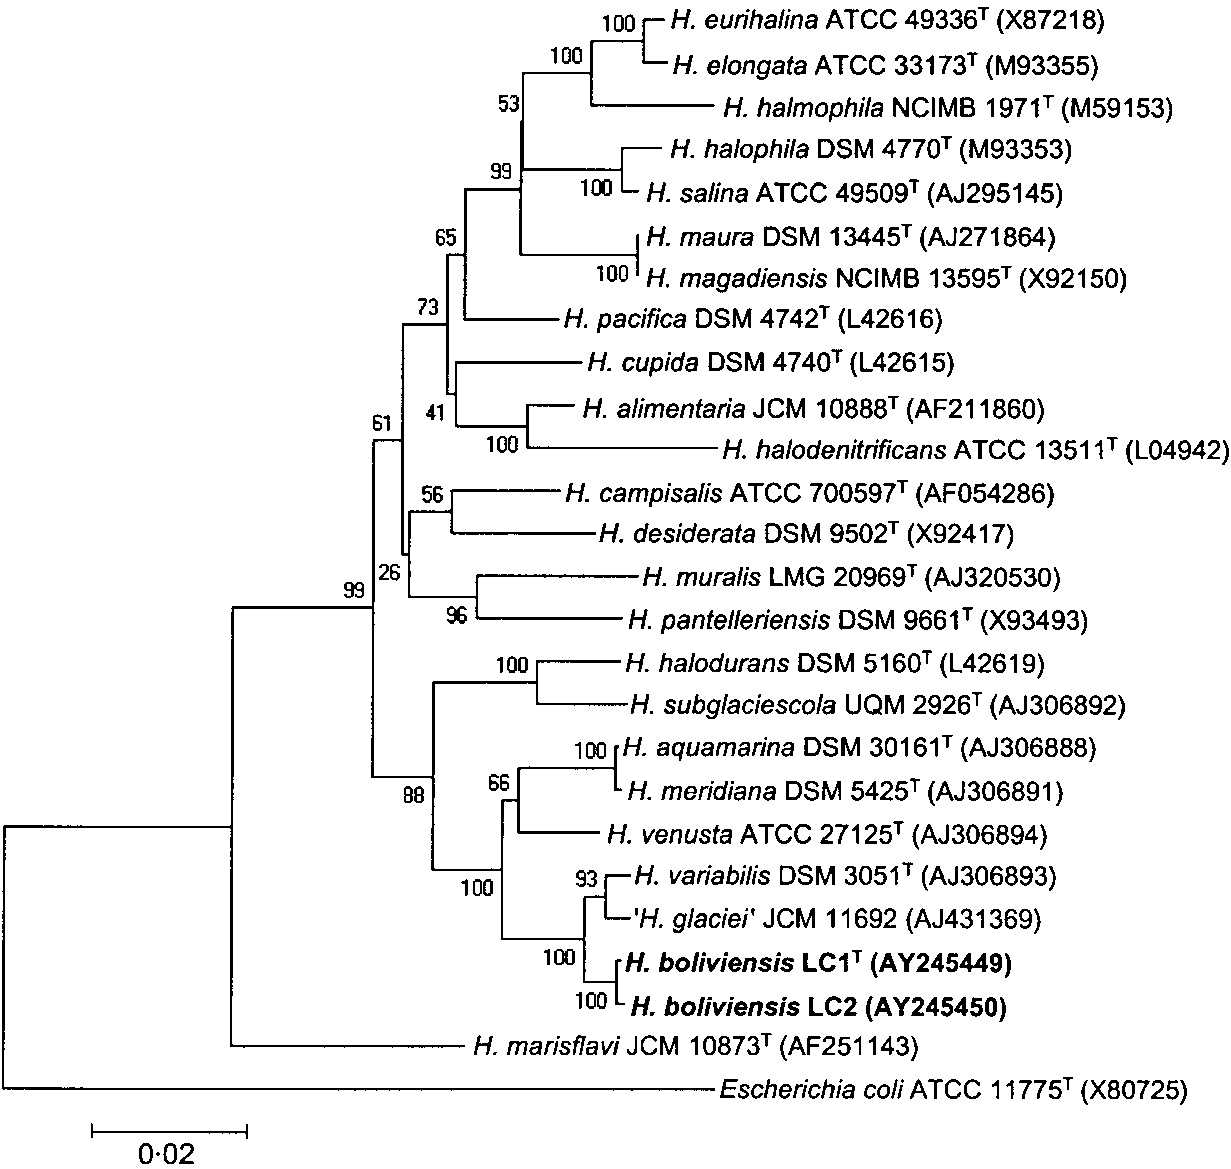 100 H. eurihalina ATCC 49336ᵀ (X87218)
100 H. elongata ATCC 33173ᵀ (M93355)
53 H. halmophila NCIMB 1971ᵀ (M59153)
H. halophila DSM 4770ᵀ (M93353)
99 100 H. salina ATCC 49509ᵀ (AJ295145)
65 H. maura DSM 13445ᵀ (AJ271864)
100 H. magadiensis NCIMB 13595ᵀ (X92150)
73 H. pacifica DSM 4742ᵀ (L42616)
H. cupida DSM 4740ᵀ (L42615)
41 H. alimentaria JCM 10888ᵀ (AF211860)
61 100 H. halodenitrificans ATCC 13511ᵀ (L04942)
56 H. campisalis ATCC 700597ᵀ (AF054286)
H. desiderata DSM 9502ᵀ (X92417)
26 H. muralis LMG 20969ᵀ (AJ320530)
99 96 H. pantelleriensis DSM 9661ᵀ (X93493)
100 H. halodurans DSM 5160ᵀ (L42619)
H. subglaciescola UQM 2926ᵀ (AJ306892)
100 H. aquamarina DSM 30161ᵀ (AJ306888)
88 66 H. meridiana DSM 5425ᵀ (AJ306891)
H. venusta ATCC 27125ᵀ (AJ306894)
100 93 H. variabilis DSM 3051ᵀ (AJ306893)
'H. glaciei' JCM 11692 (AJ431369)
100 H. boliviensis LC1ᵀ (AY245449)
100 H. boliviensis LC2 (AY245450)
H. marisflavi JCM 10873ᵀ (AF251143)
Escherichia coli ATCC 11775ᵀ (X80725)
0·02